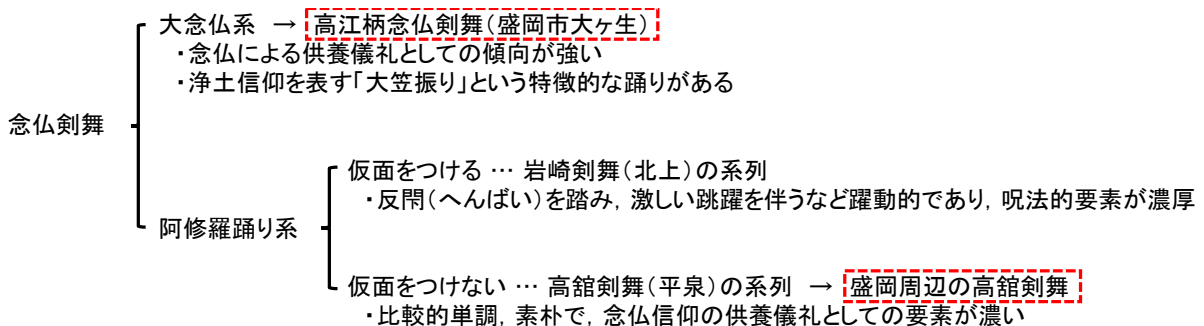 大念仏系 → 高江柄念仏剣舞(盛岡市大ヶ生)
・念仏による供養儀礼としての傾向が強い
・浄土信仰を表す「大笠振り」という特徴的な踊りがある
念仏剣舞
仮面をつける … 岩崎剣舞(北上)の系列
・反閇(へんばい)を踏み, 激しい跳躍を伴うなど躍動的であり, 呪法的要素が濃厚
阿修羅踊り系
仮面をつけない … 高舘剣舞(平泉)の系列 → 盛岡周辺の高舘剣舞
・比較的単調, 素朴で, 念仏信仰の供養儀礼としての要素が濃い